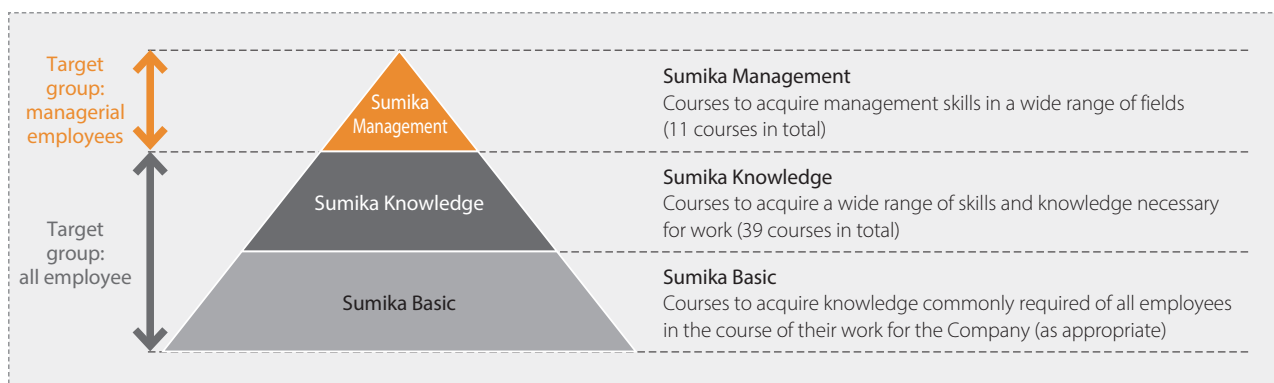 Target
group:
managerial
employees
Target
group:
all employee
Sumika
Management
Sumika Knowledge
Sumika Basic
Sumika Management
Courses to acquire management skills in a wide range of fields
(11 courses in total)
Sumika Knowledge
Courses to acquire a wide range of skills and knowledge necessary
for work (39 courses in total)
Sumika Basic
Courses to acquire knowledge commonly required of all employees
in the course of their work for the Company (as appropriate)